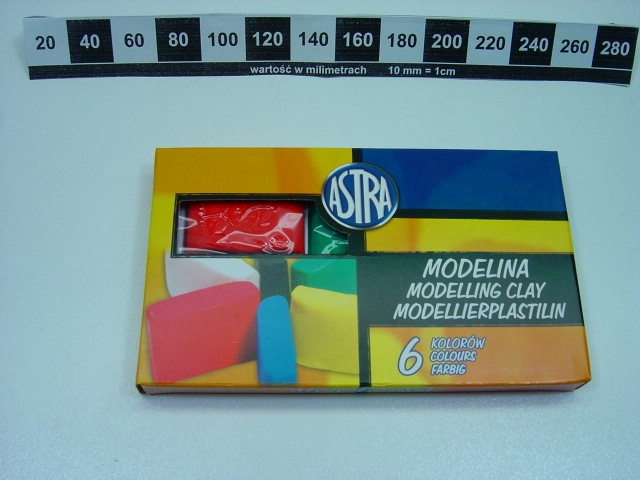 20 40 60 80 100 120 140 160 180 200 220 240 260 280
wartość w milimetrach 10 mm = 1cm
ASTRA
MODELINA
MODELLING CLAY
MODELLIERPLASTILIN
6 KOLORÓW
COLOURS
FARBIG